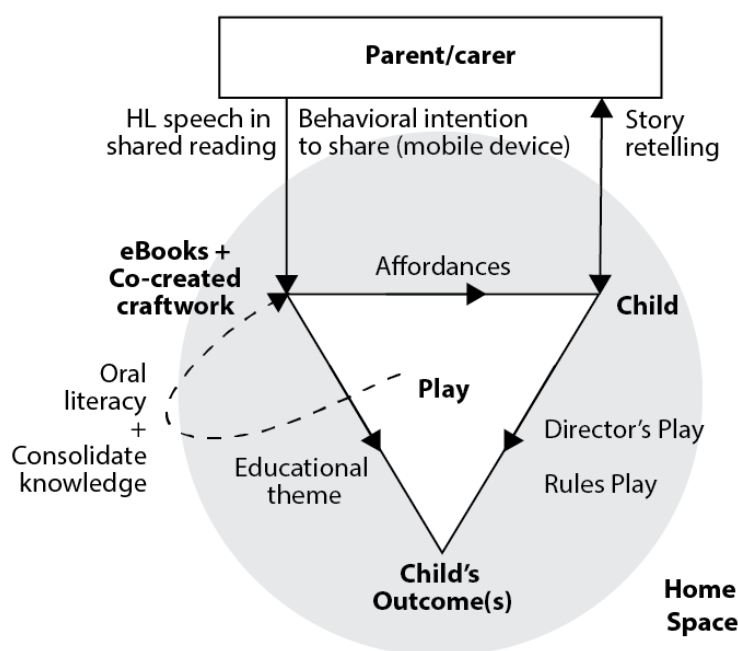 Parent/carer
HL speech in
shared reading
Behavioral intention
to share (mobile device)
Story
retelling
eBooks +
Co-created
craftwork
Affordances
Child
Oral
literacy
+
Consolidate
knowledge
Play
Educational
theme
Director's Play
Rules Play
Child's
Outcome(s)
Home
Space